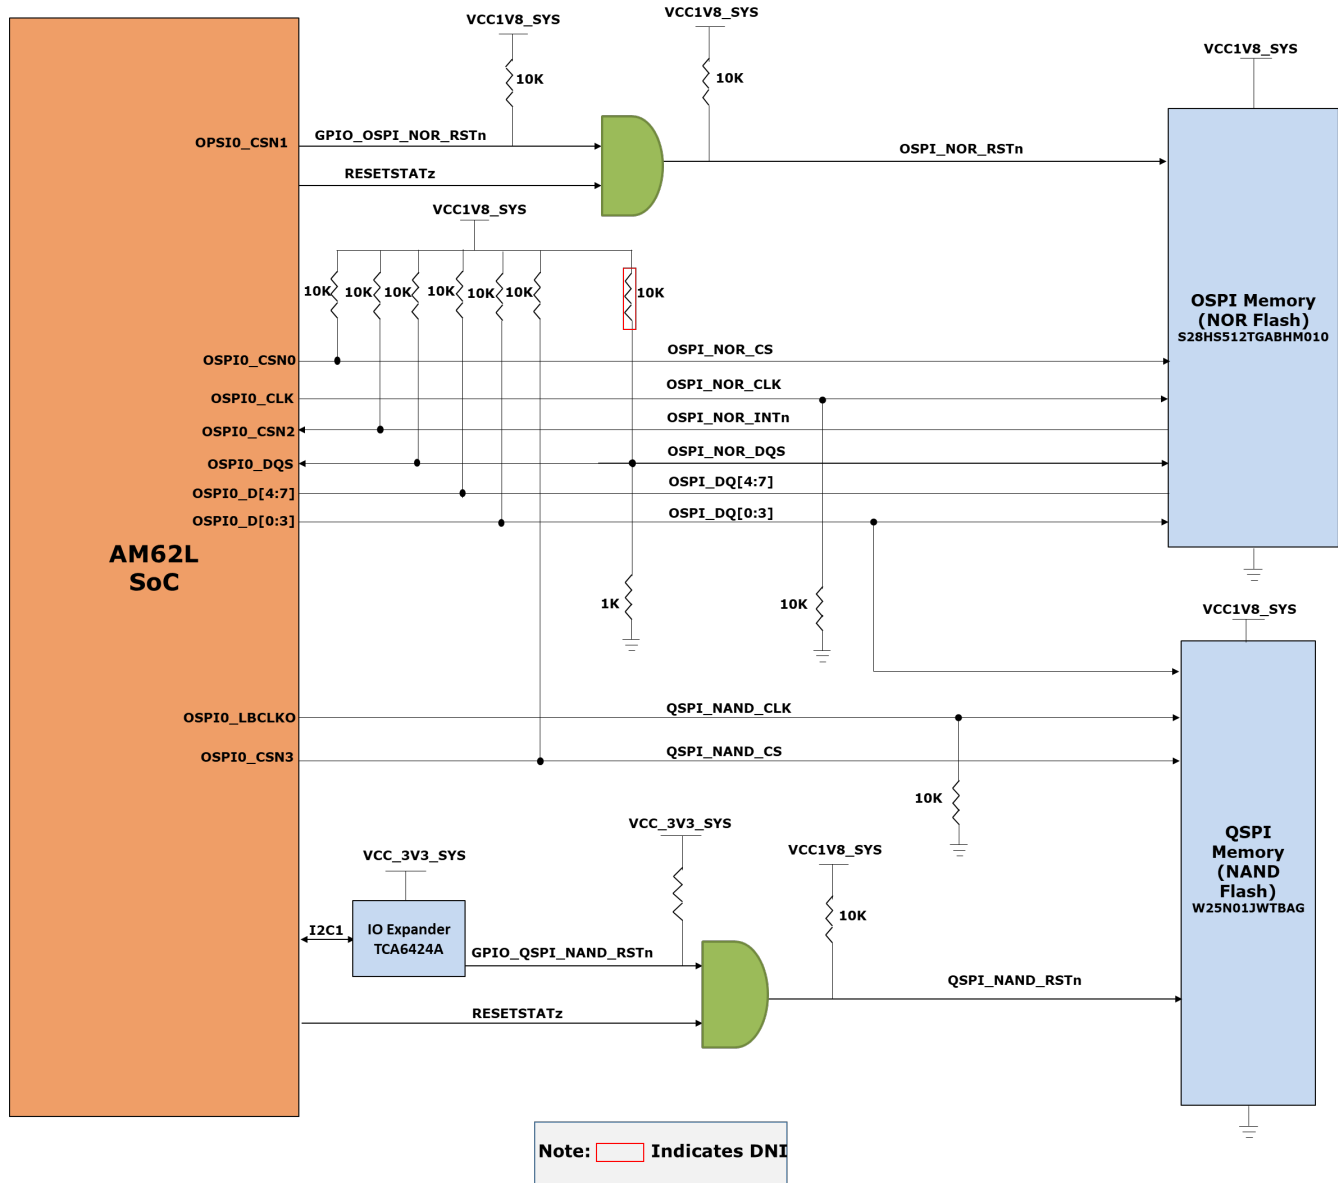 VCC1V8_SYS
VCC1V8_SYS
VCC1V8_SYS
10K
10K
OPSI0_CSN1
GPIO_OSPI_NOR_RSTn
OSPI_NOR_RSTn
RESETSTATz
VCC1V8_SYS
10K
10K
10K
10K
10K
10K
10K
OSPI Memory
(NOR Flash)
S28HS512TGABHM010
OSPI0_CSN0
OSPI_NOR_CS
OSPI0_CLK
OSPI_NOR_CLK
OSPI0_CSN2
OSPI_NOR_INTn
OSPI0_DQS
OSPI_NOR_DQS
OSPI0_D[4:7]
OSPI_DQ[4:7]
OSPI0_D[0:3]
OSPI_DQ[0:3]
AM62L
SoC
1K
10K
VCC1V8_SYS
OSPI0_LBCLKO
QSPI_NAND_CLK
OSPI0_CSN3
QSPI_NAND_CS
10K
VCC_3V3_SYS
VCC_3V3_SYS
VCC1V8_SYS
QSPI
Memory
(NAND
Flash)
W25N01JWTBAG
10K
I2C1
IO Expander
TCA6424A
GPIO_QSPI_NAND_RSTn
QSPI_NAND_RSTn
RESETSTATz
Note:
Indicates DNI